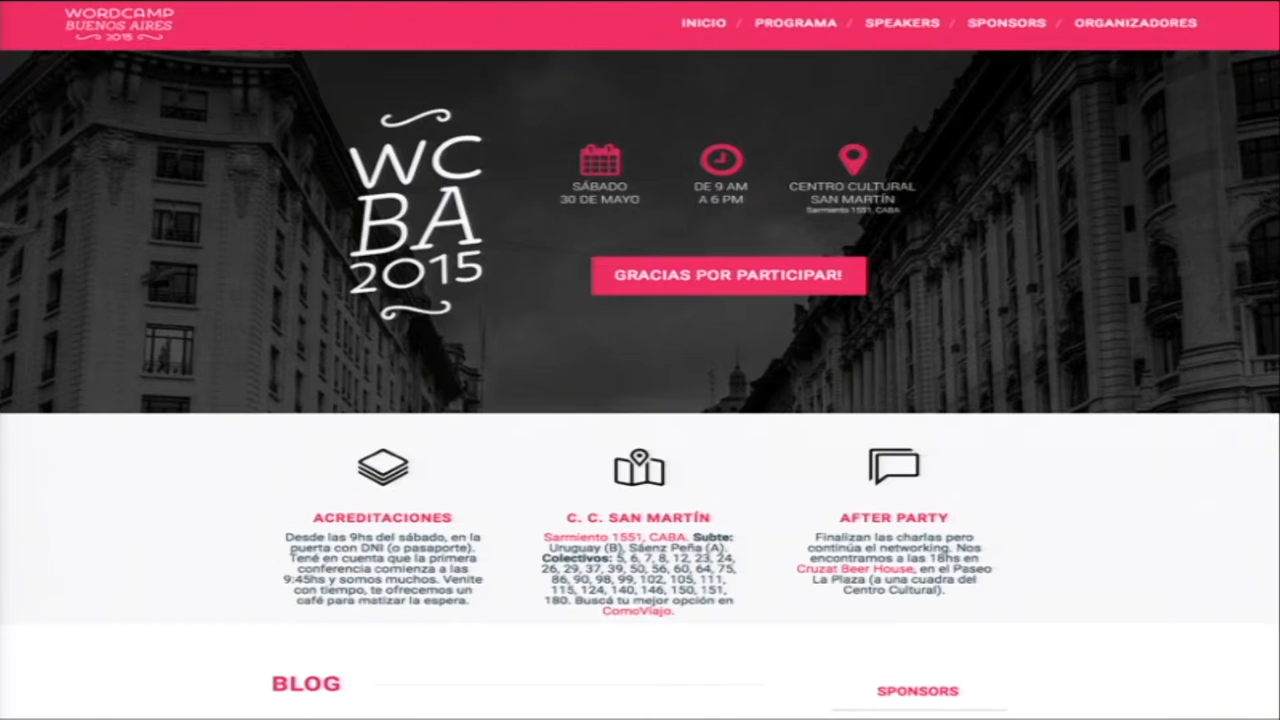 WORDCAMP
BUENOS AIRES
2015
INICIO / PROGRAMA / SPEAKERS / SPONSORS / ORGANIZADORES
WC
BA
2015
SÁBADO
30 DE MAYO
DE 9 AM
A 6 PM
CENTRO CULTURAL
SAN MARTÍN
Sarmiento 1551, CABA
GRACIAS POR PARTICIPAR!
ACREDITACIONES
Desde las 9hs del sábado, en la
puerta con DNI (o pasaporte).
Tené en cuenta que la primera
conferencia comienza a las
9:45hs y somos muchos. Venite
con tiempo, te ofrecemos un
café para matizar la espera.
C. C. SAN MARTÍN
Sarmiento 1551, CABA. Subte:
Uruguay (B), Sáenz Peña (A).
Colectivos: 5, 6, 7, 8, 12, 23, 24,
26, 29, 37, 39, 50, 56, 60, 64, 75,
86, 90, 98, 99, 102, 105, 111,
115, 124, 140, 146, 150, 151,
180. Buscá tu mejor opción en
ComoViajo.
AFTER PARTY
Finalizan las charlas pero
continúa el networking. Nos
encontramos a las 18hs en
Cruzat Beer House, en el Paseo
La Plaza (a una cuadra del
Centro Cultural).
BLOG
SPONSORS